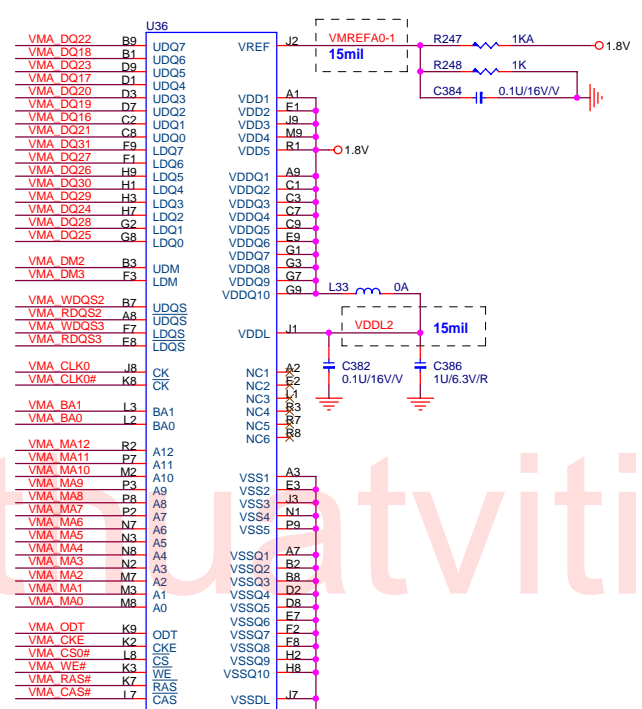 U36
VMA_DQ22 B9 UDQ7 VREF J2 VMREFA0-1 R247 1KA 1.8V
VMA_DQ18 B1 UDQ6 15mil
VMA_DQ23 D9 UDQ5 R248 1K
VMA_DQ17 D1 UDQ4
VMA_DQ20 D3 UDQ3 VDD1 A1 C384 0.1U/16V/V
VMA_DQ19 D7 UDQ2 VDD2 E1
VMA_DQ16 C2 UDQ1 VDD3 J9
VMA_DQ21 C8 UDQ0 VDD4 M9
VMA_DQ31 F9 LDQ7 VDD5 R1 1.8V
VMA_DQ27 F1 LDQ6
VMA_DQ26 H9 LDQ5 VDDQ1 A9
VMA_DQ30 H1 LDQ4 VDDQ2 C1
VMA_DQ29 H3 LDQ3 VDDQ3 C3
VMA_DQ24 H7 LDQ2 VDDQ4 C7
VMA_DQ28 G2 LDQ1 VDDQ5 C9
VMA_DQ25 G8 LDQ0 VDDQ6 E9
VDDQ7 G1
VMA_DM2 B3 UDM VDDQ8 G3
VMA_DM3 F3 LDM VDDQ9 G7
VDDQ10 G9 L33 0A
VMA_WDQS2 B7 UDQS
VMA_RDQS2 A8 UDQS
VMA_WDQS3 F7 LDQS VDDL J1 VDDL2 15mil
VMA_RDQS3 E8 LDQS
VMA_CLK0 J8 CK NC1 A2 C382 C386
VMA_CLK0# K8 CK NC2 E2 0.1U/16V/V 1U/6.3V/R
NC3 L1
VMA_BA1 L3 BA1 NC4 R3
VMA_BA0 L2 BA0 NC5 R7
NC6 R8
VMA_MA12 R2 A12
VMA_MA11 P7 A11
VMA_MA10 M2 A10 VSS1 A3
VMA_MA9 P3 A9 VSS2 E3
VMA_MA8 P8 A8 VSS3 J3
VMA_MA7 P2 A7 VSS4 N1
VMA_MA6 N7 A6 VSS5 P9
VMA_MA5 N3 A5
VMA_MA4 N8 A4 VSSQ1 A7
VMA_MA3 N2 A3 VSSQ2 B2
VMA_MA2 M7 A2 VSSQ3 B8
VMA_MA1 M3 A1 VSSQ4 D2
VMA_MA0 M8 A0 VSSQ5 D8
VSSQ6 E7
VMA_ODT K9 ODT VSSQ7 F2
VMA_CKE K2 CKE VSSQ8 F8
VMA_CS0# L8 CS VSSQ9 H2
VMA_WE# K3 WE VSSQ10 H8
VMA_RAS# K7 RAS
VMA_CAS# L7 CAS VSSDL J7
thuatviti